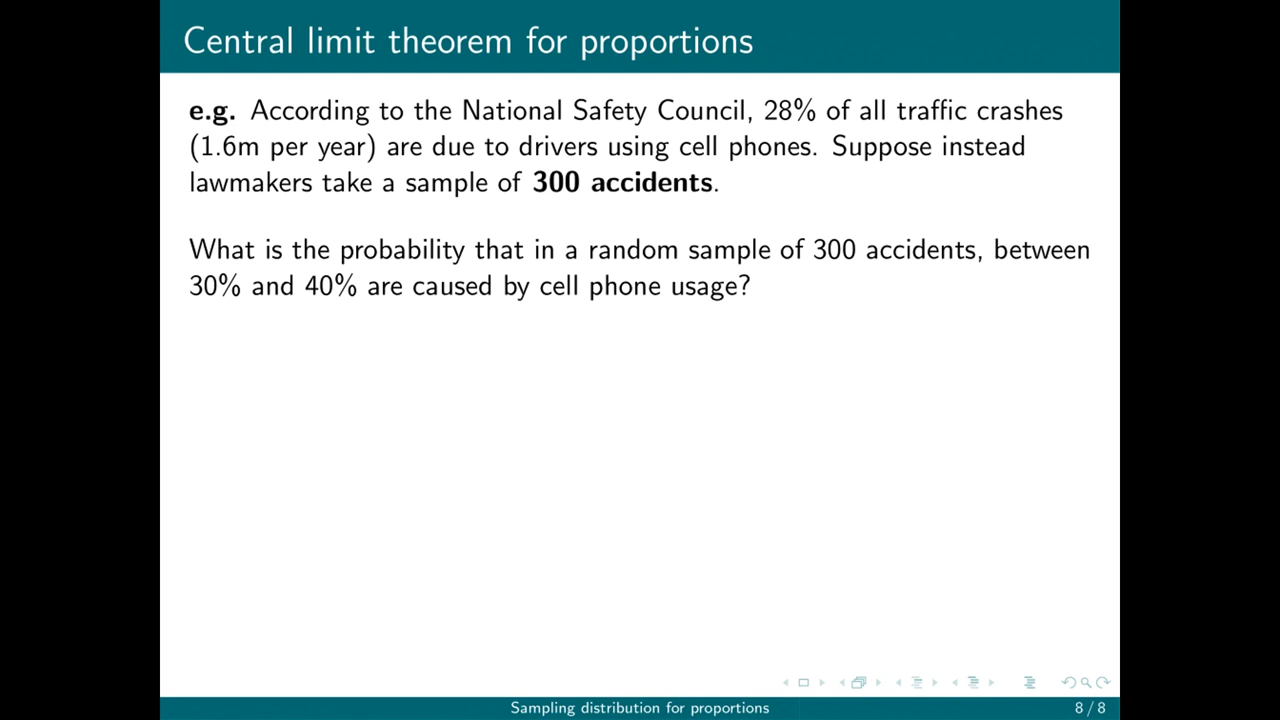 Central limit theorem for proportions
e.g. According to the National Safety Council, 28% of all traffic crashes
(1.6m per year) are due to drivers using cell phones. Suppose instead
lawmakers take a sample of 300 accidents.
What is the probability that in a random sample of 300 accidents, between
30% and 40% are caused by cell phone usage?
Sampling distribution for proportions
8 / 8